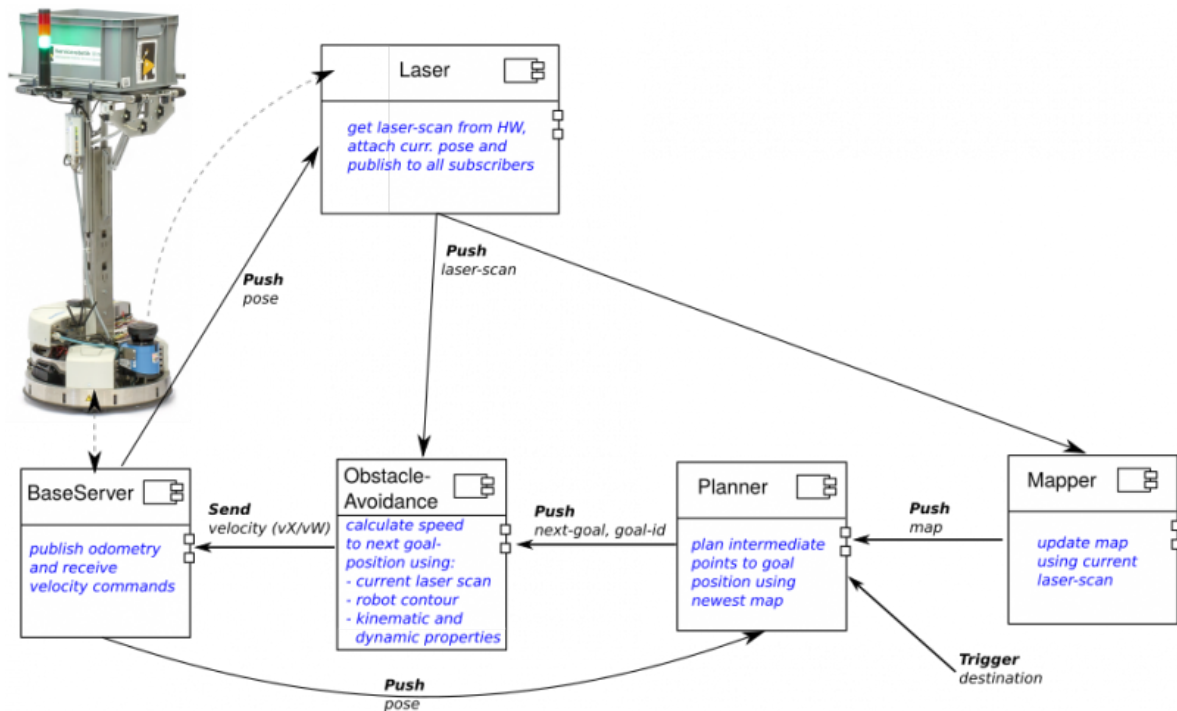 Laser
get laser-scan from HW,
attach curr. pose and
publish to all subscribers
Push
pose
Push
laser-scan
BaseServer
publish odometry
and receive
velocity commands
Send
velocity (vX/vW)
Obstacle-
Avoidance
calculate speed
to next goal-
position using:
- current laser scan
- robot contour
- kinematic and
dynamic properties
Push
next-goal, goal-id
Planner
plan intermediate
points to goal
position using
newest map
Push
map
Mapper
update map
using current
laser-scan
Trigger
destination
Push
pose